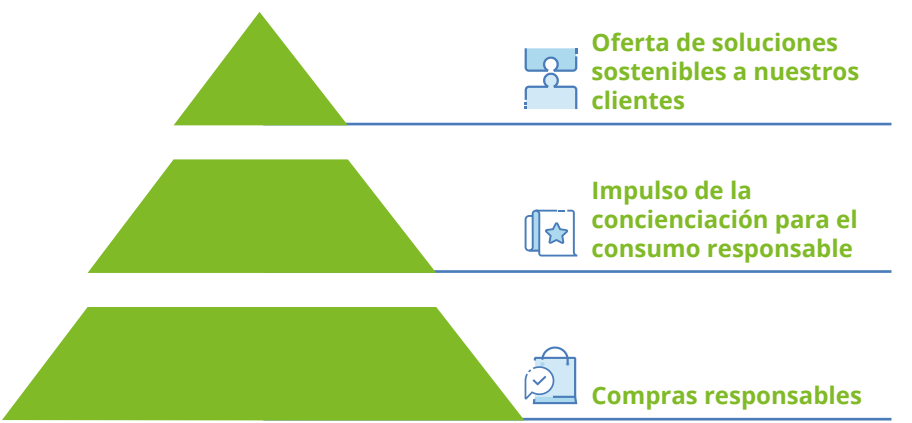 Oferta de soluciones
sostenibles a nuestros
clientes
Impulso de la
concienciación para el
consumo responsable
Compras responsables